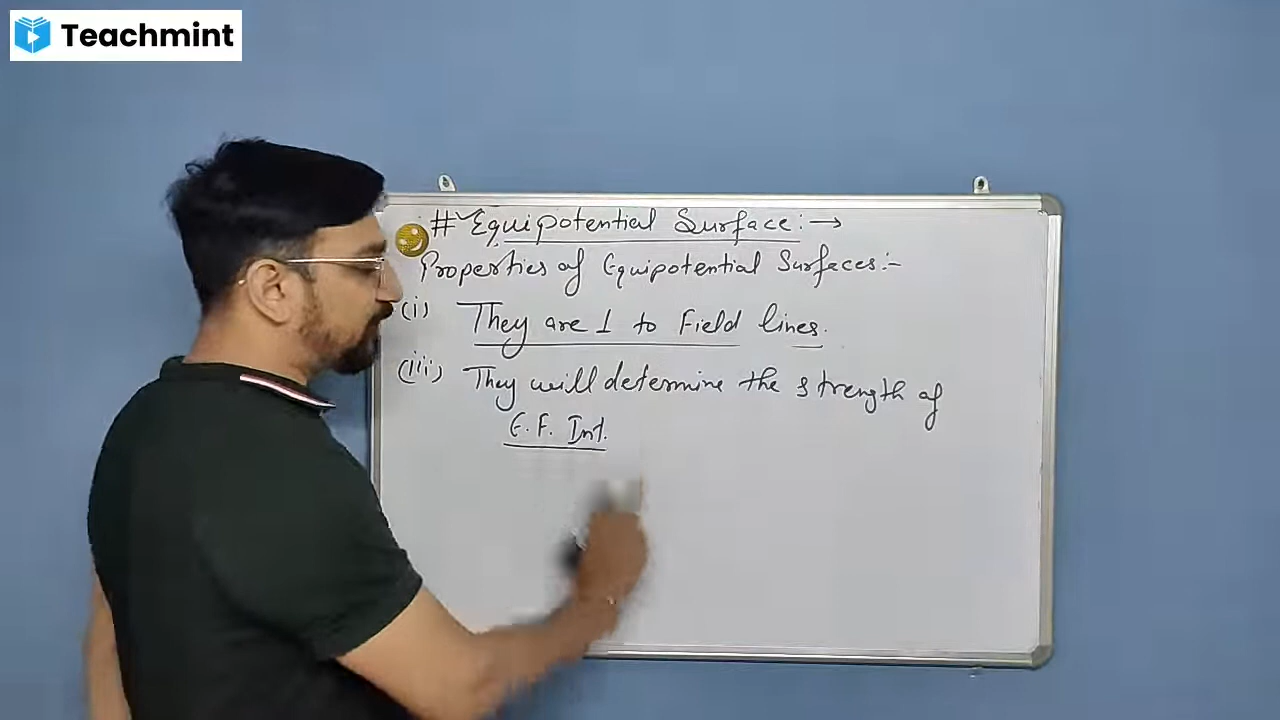 Teachmint
# Equipotential Surface:→
Properties of Equipotential Surfaces:-
(i) They are ⊥ to Field lines.
(iii) They will determine the strength of
E.F. Int.